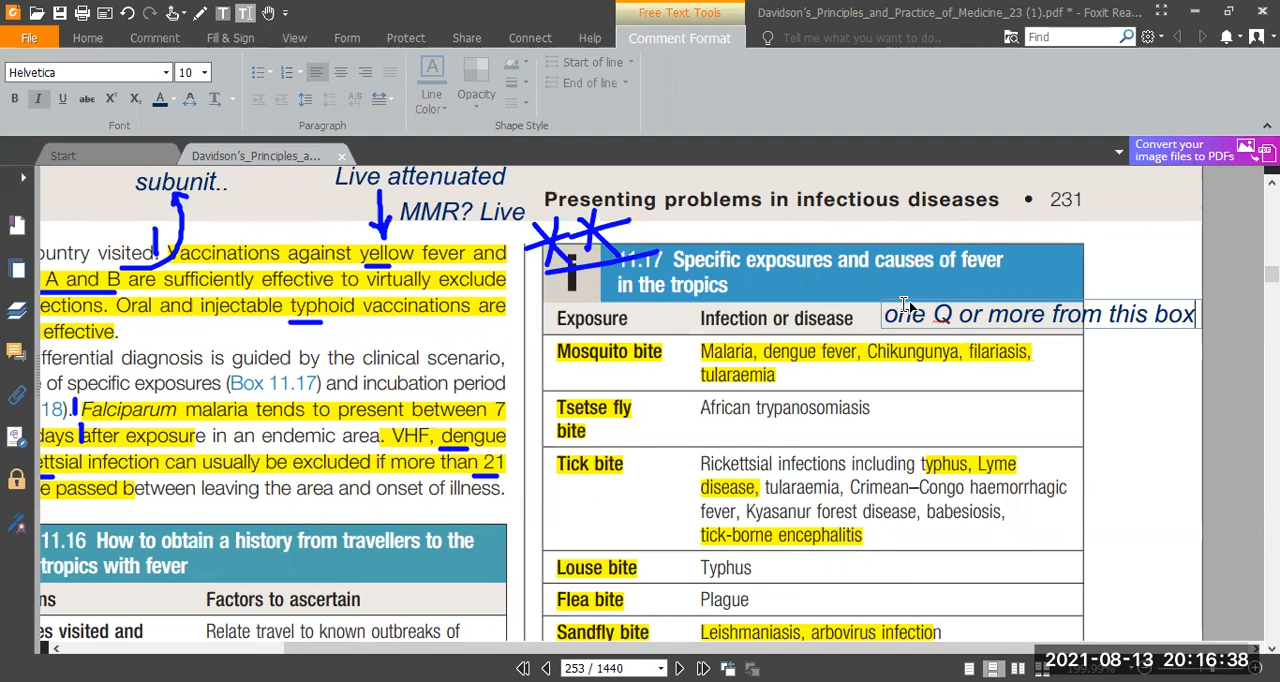 Free Text Tools
Davidson's_Principles_and_Practice_of_Medicine_23 (1).pdf * - Foxit Rea...
File Home Comment Fill & Sign View Form Protect Share Connect Help Comment Format Tell me what you want to do.. Find
Helvetica 10
Start of line
End of line
Line Color Opacity
Font Paragraph Shape Style
Start Davidson's_Principles_a...
Convert your image files to PDFs
subunit.. Live attenuated
MMR? Live
ountry visited. Vaccinations against yellow fever and
A and B are sufficiently effective to virtually exclude
ections. Oral and injectable typhoid vaccinations are
effective.
fferential diagnosis is guided by the clinical scenario,
of specific exposures (Box 11.17) and incubation period
18). Falciparum malaria tends to present between 7
days after exposure in an endemic area. VHF, dengue
ettsial infection can usually be excluded if more than 21
e passed between leaving the area and onset of illness.
11.16 How to obtain a history from travellers to the
tropics with fever
ns Factors to ascertain
es visited and Relate travel to known outbreaks of
Presenting problems in infectious diseases • 231
i 11.17 Specific exposures and causes of fever
in the tropics
one Q or more from this box
Exposure Infection or disease
Mosquito bite Malaria, dengue fever, Chikungunya, filariasis,
tularaemia
Tsetse fly African trypanosomiasis
bite
Tick bite Rickettsial infections including typhus, Lyme
disease, tularaemia, Crimean–Congo haemorrhagic
fever, Kyasanur forest disease, babesiosis,
tick-borne encephalitis
Louse bite Typhus
Flea bite Plague
Sandfly bite Leishmaniasis, arbovirus infection
253 / 1440
2021-08-13 20:16:38